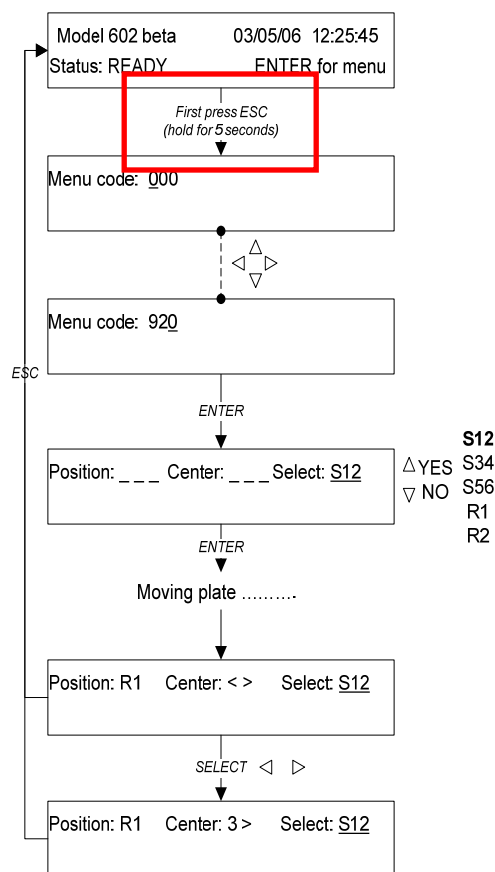 Model 602 beta 03/05/06 12:25:45
Status: READY ENTER for menu
First press ESC
(hold for 5 seconds)
Menu code: 000
Menu code: 920
ESC
ENTER
Position: _ _ _ Center: _ _ _ Select: S12
YES
NO
S12
S34
S56
R1
R2
ENTER
Moving plate ..........
Position: R1 Center: < > Select: S12
SELECT
Position: R1 Center: 3 > Select: S12